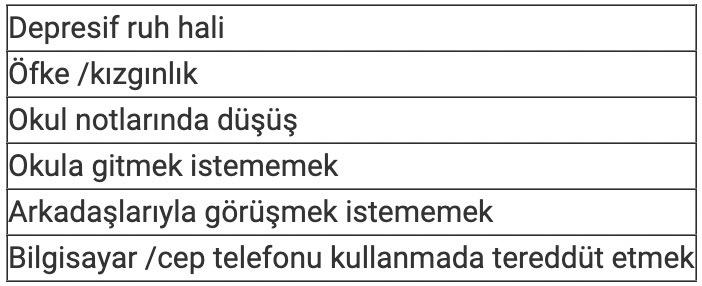 Depresif ruh hali
Öfke /kızgınlık
Okul notlarında düşüş
Okula gitmek istememek
Arkadaşlarıyla görüşmek istememek
Bilgisayar /cep telefonu kullanmada tereddüt etmek